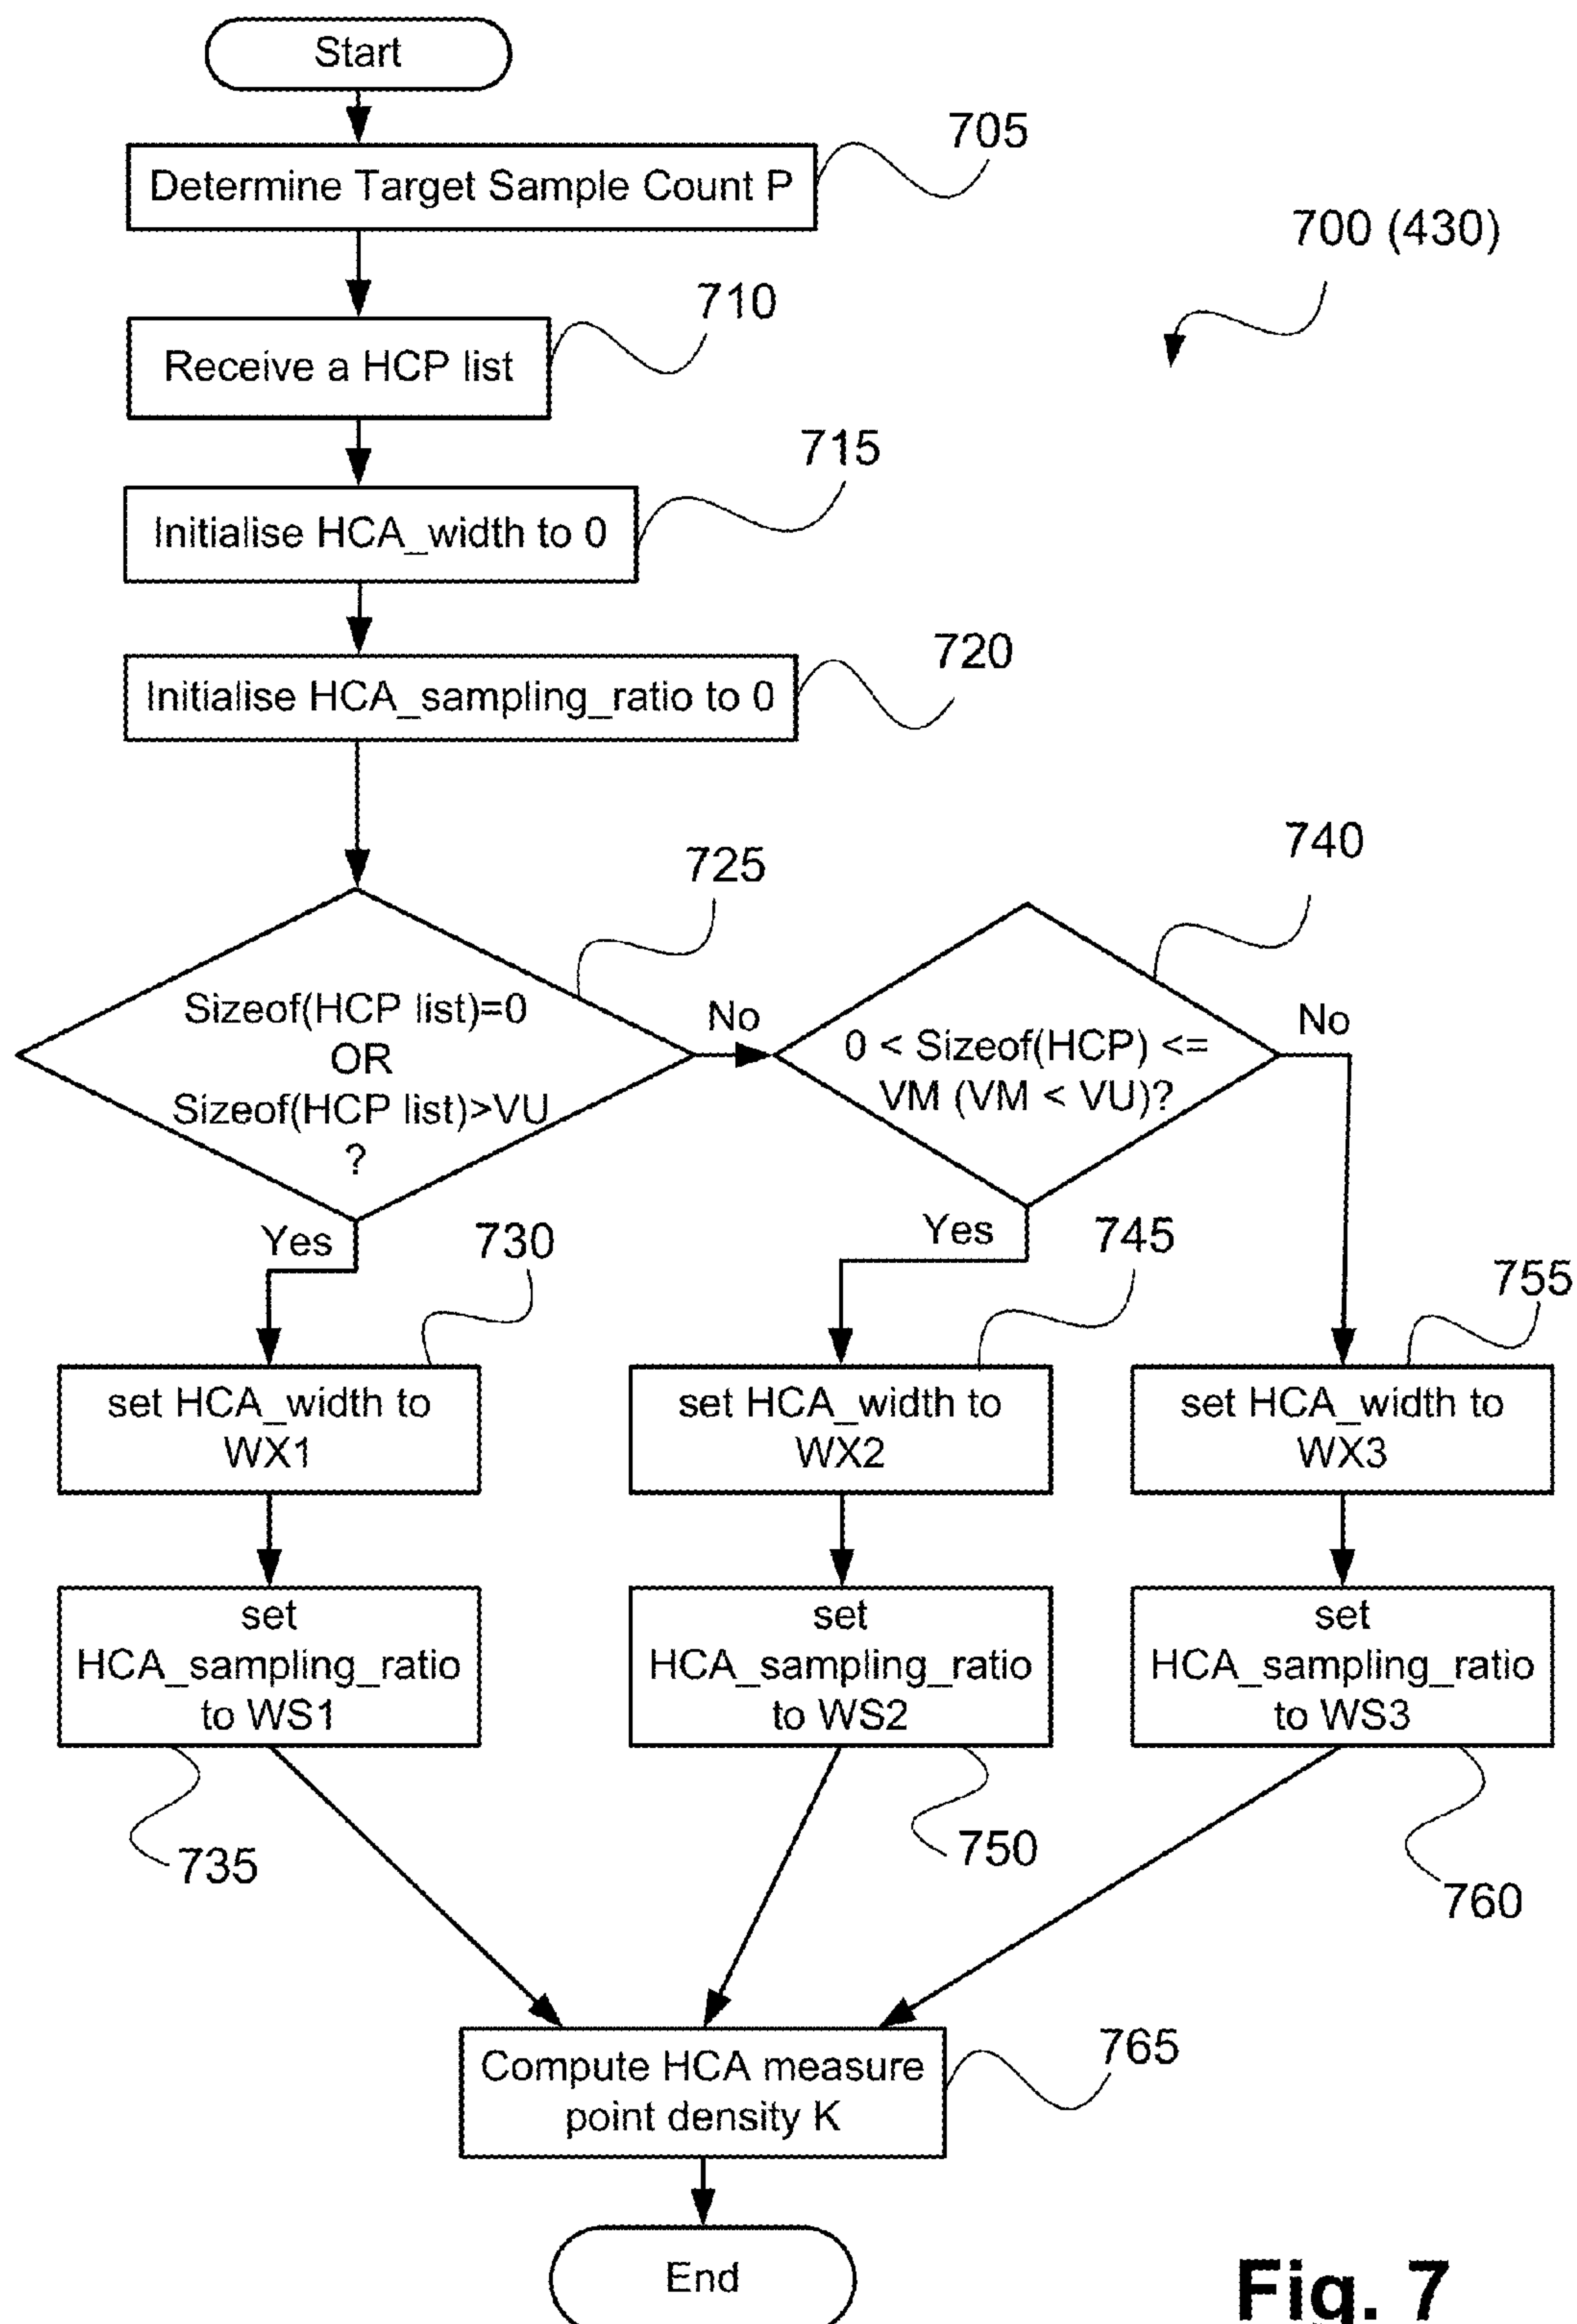 Start
705
Determine Target Sample Count P
700 (430)
710
Receive a HCP list
715
Initialise HCA_width to 0
720
Initialise HCA_sampling_ratio to 0
725
740
Sizeof(HCP list)=0
OR
Sizeof(HCP list)>VU
?
No
0 < Sizeof(HCP) <=
VM (VM < VU)?
No
Yes
730
Yes
745
755
set HCA_width to
WX1
set HCA_width to
WX2
set HCA_width to
WX3
set
HCA_sampling_ratio
to WS1
set
HCA_sampling_ratio
to WS2
set
HCA_sampling_ratio
to WS3
735
750
760
Compute HCA measure
point density K
765
End
Fig. 7